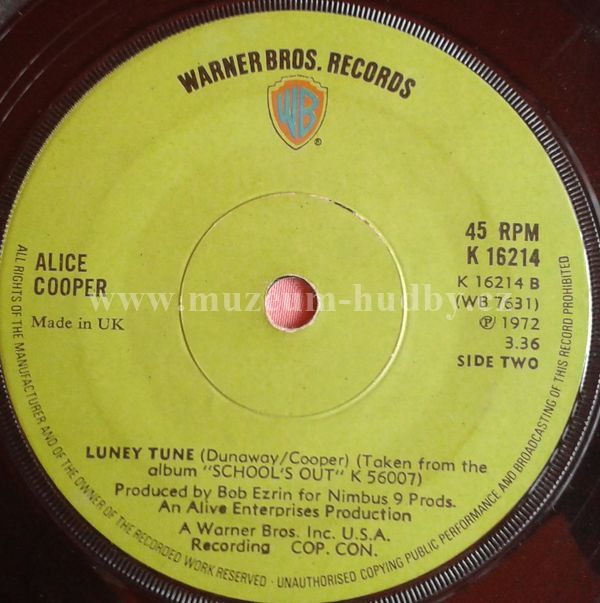 WARNER BROS. RECORDS
WB
®
ALICE
COOPER
Made in UK
45 RPM
K 16214
K 16214 B
(WB 7631)
℗ 1972
3.36
SIDE TWO
www.muzeum-hudby.
LUNEY TUNE (Dunaway/Cooper) (Taken from the
album "SCHOOL'S OUT" K 56007)
Produced by Bob Ezrin for Nimbus 9 Prods.
An Alive Enterprises Production
A Warner Bros. Inc. U.S.A.
Recording COP. CON.
ALL RIGHTS OF THE MANUFACTURER AND OF THE OWNER OF THE RECORDED WORK RESERVED · UNAUTHORISED COPYING PUBLIC PERFORMANCE AND BROADCASTING OF THIS RECORD PROHIBITED